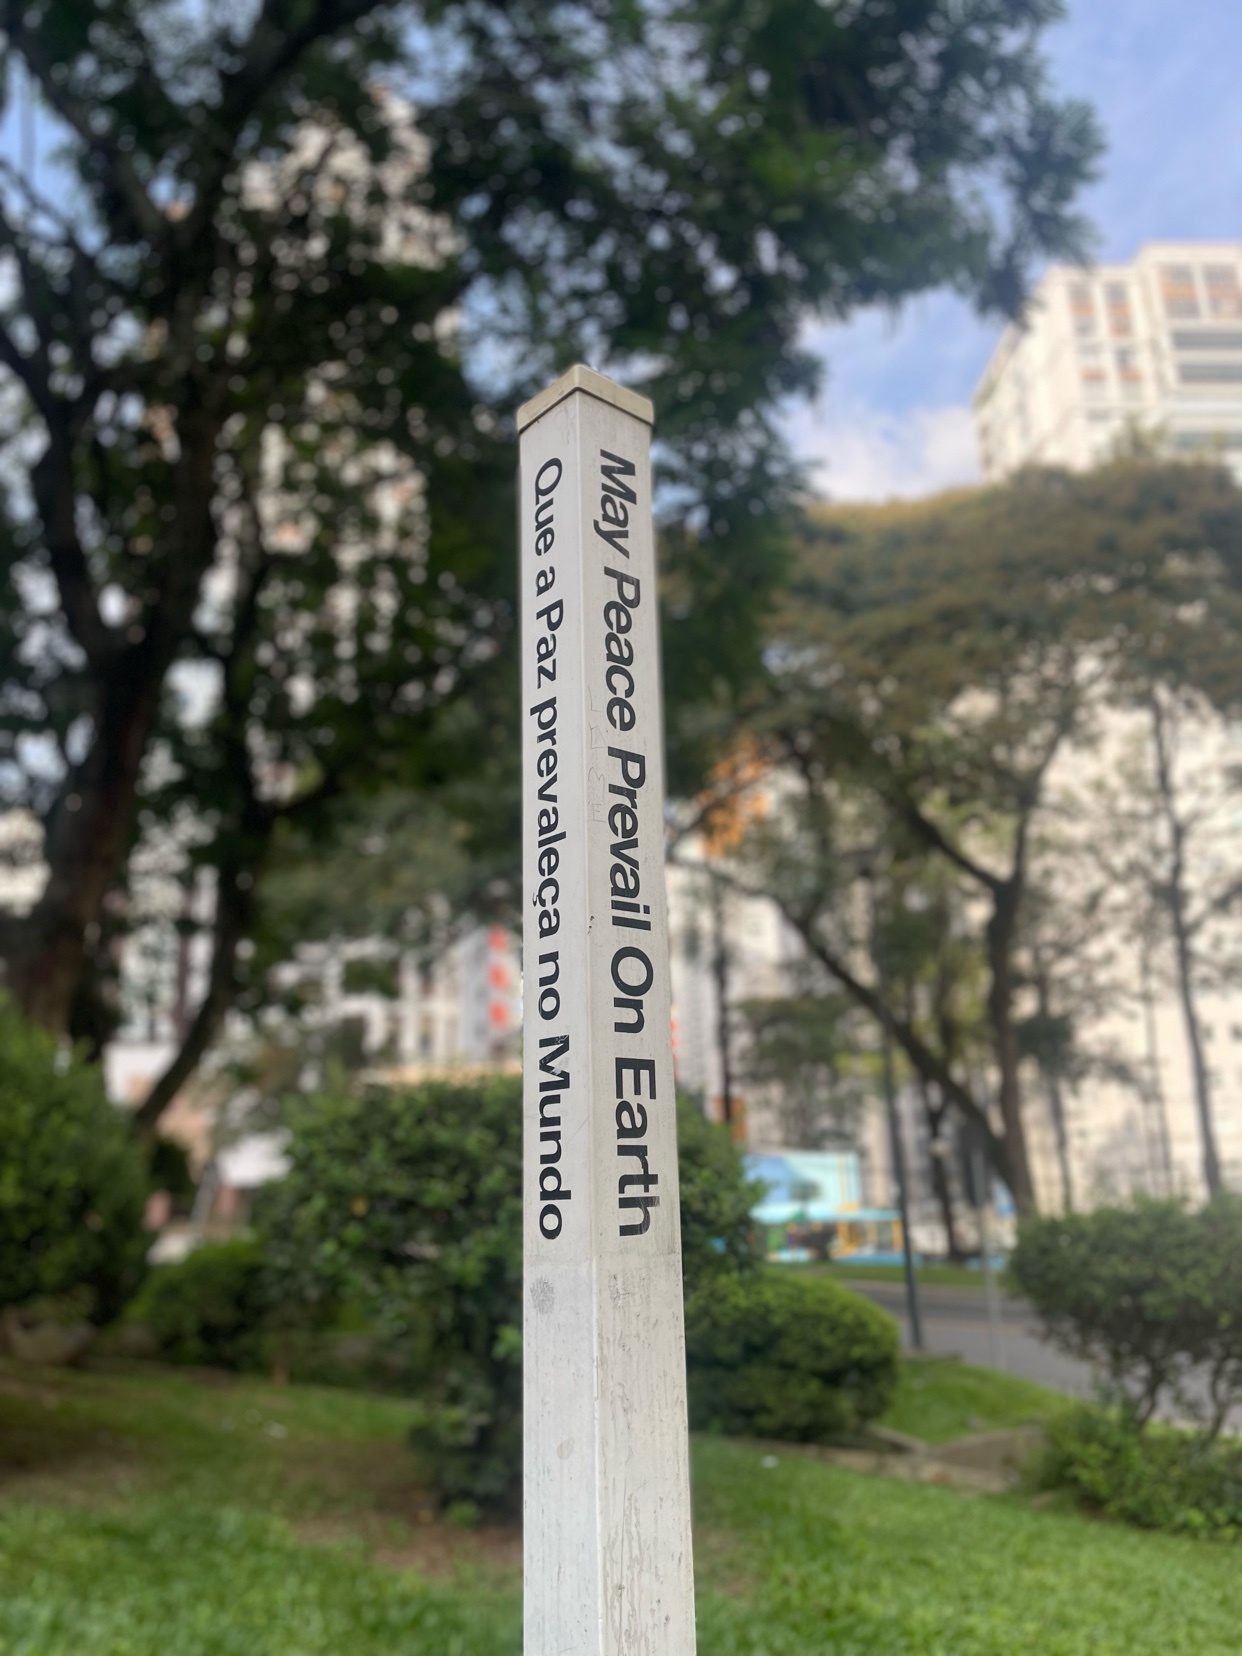 Que a Paz prevaleça no Mundo
May Peace Prevail On Earth